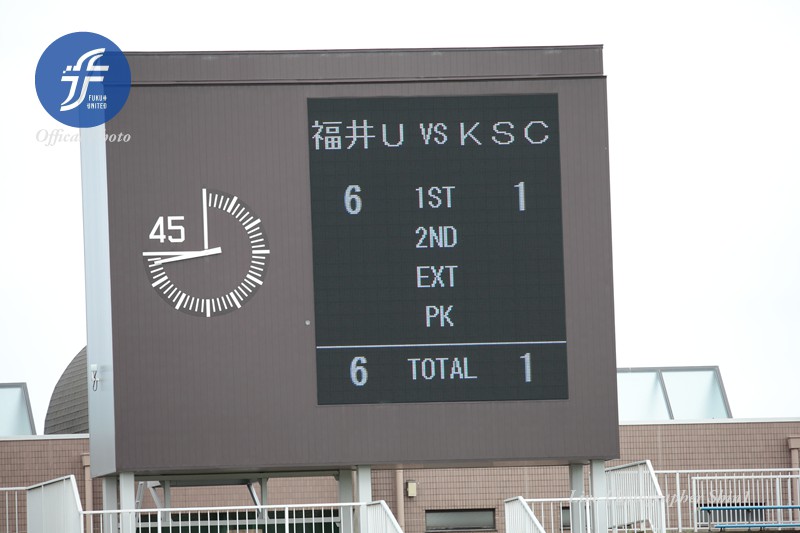 FUKUI
UNITED
Official Photo
福井U VS KSC
45
6 1ST 1
2ND
EXT
PK
6 TOTAL 1